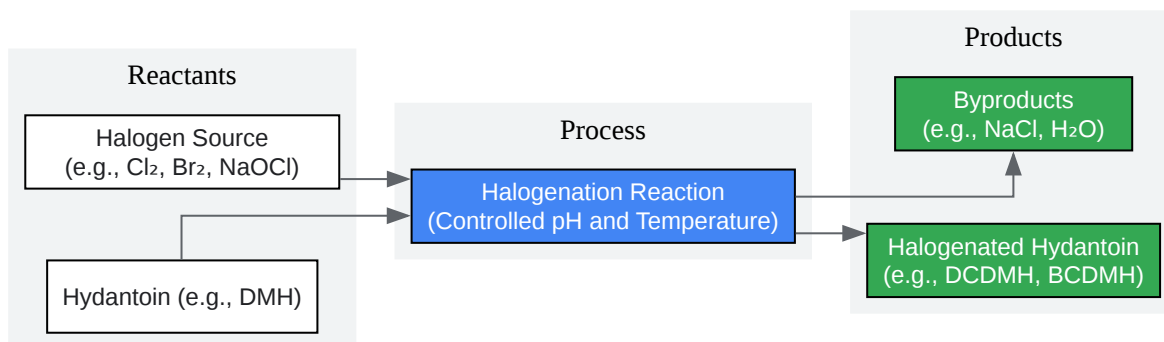 Reactants
Halogen Source
(e.g., Cl₂, Br₂, NaOCl)
Hydantoin (e.g., DMH)
Process
Halogenation Reaction
(Controlled pH and Temperature)
Products
Byproducts
(e.g., NaCl, H₂O)
Halogenated Hydantoin
(e.g., DCDMH, BCDMH)